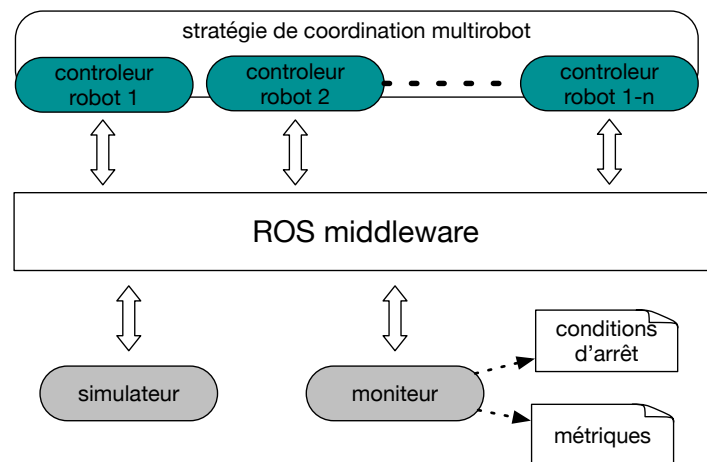 stratégie de coordination multirobot
controleur
robot 1
controleur
robot 2
controleur
robot 1-n
ROS middleware
simulateur
moniteur
conditions
d'arrêt
métriques